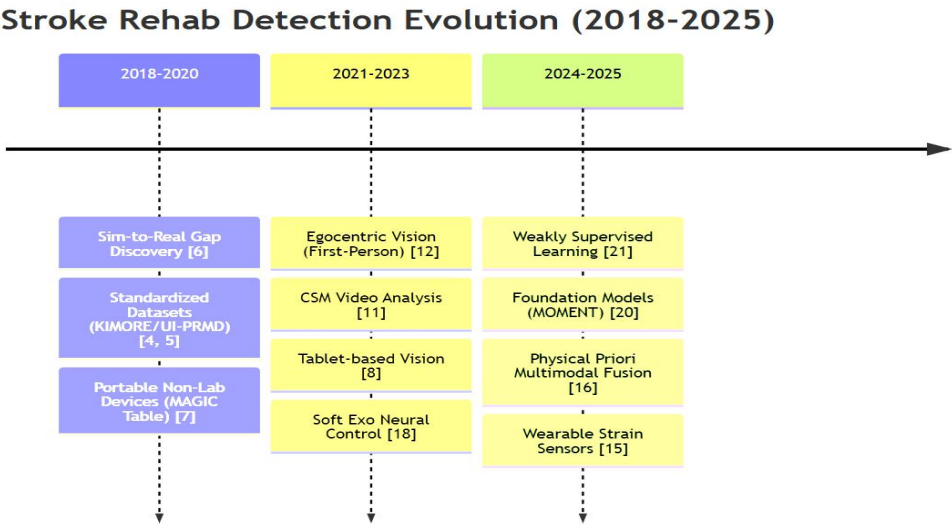 Stroke Rehab Detection Evolution (2018-2025)
2018-2020
2021-2023
2024-2025
Sim-to-Real Gap
Discovery [6]
Standardized
Datasets
(KIMORE/UI-PRMD)
[4, 5]
Portable Non-Lab
Devices (MAGIC
Table) [7]
Egocentric Vision
(First-Person) [12]
CSM Video Analysis
[11]
Tablet-based Vision
[8]
Soft Exo Neural
Control [18]
Weakly Supervised
Learning [21]
Foundation Models
(MOMENT) [20]
Physical Priori
Multimodal Fusion
[16]
Wearable Strain
Sensors [15]